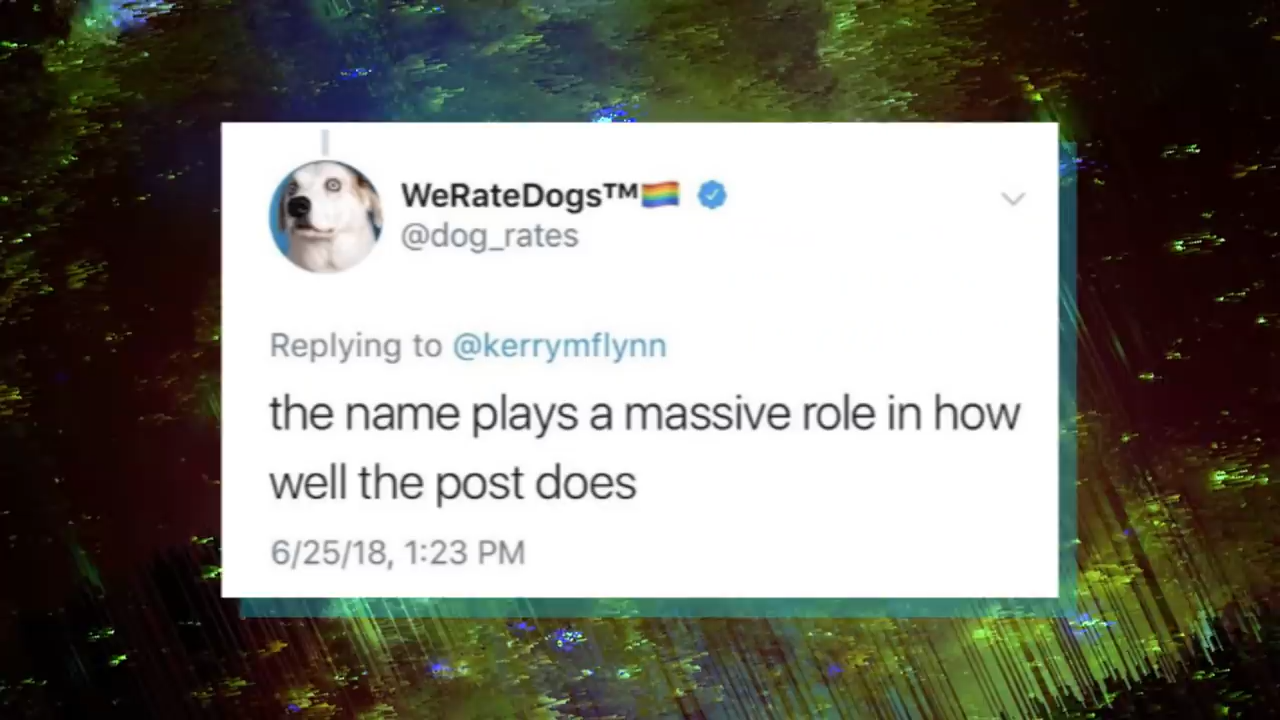 WeRateDogs™🏳️‍🌈
@dog_rates
Replying to @kerrymflynn
the name plays a massive role in how
well the post does
6/25/18, 1:23 PM